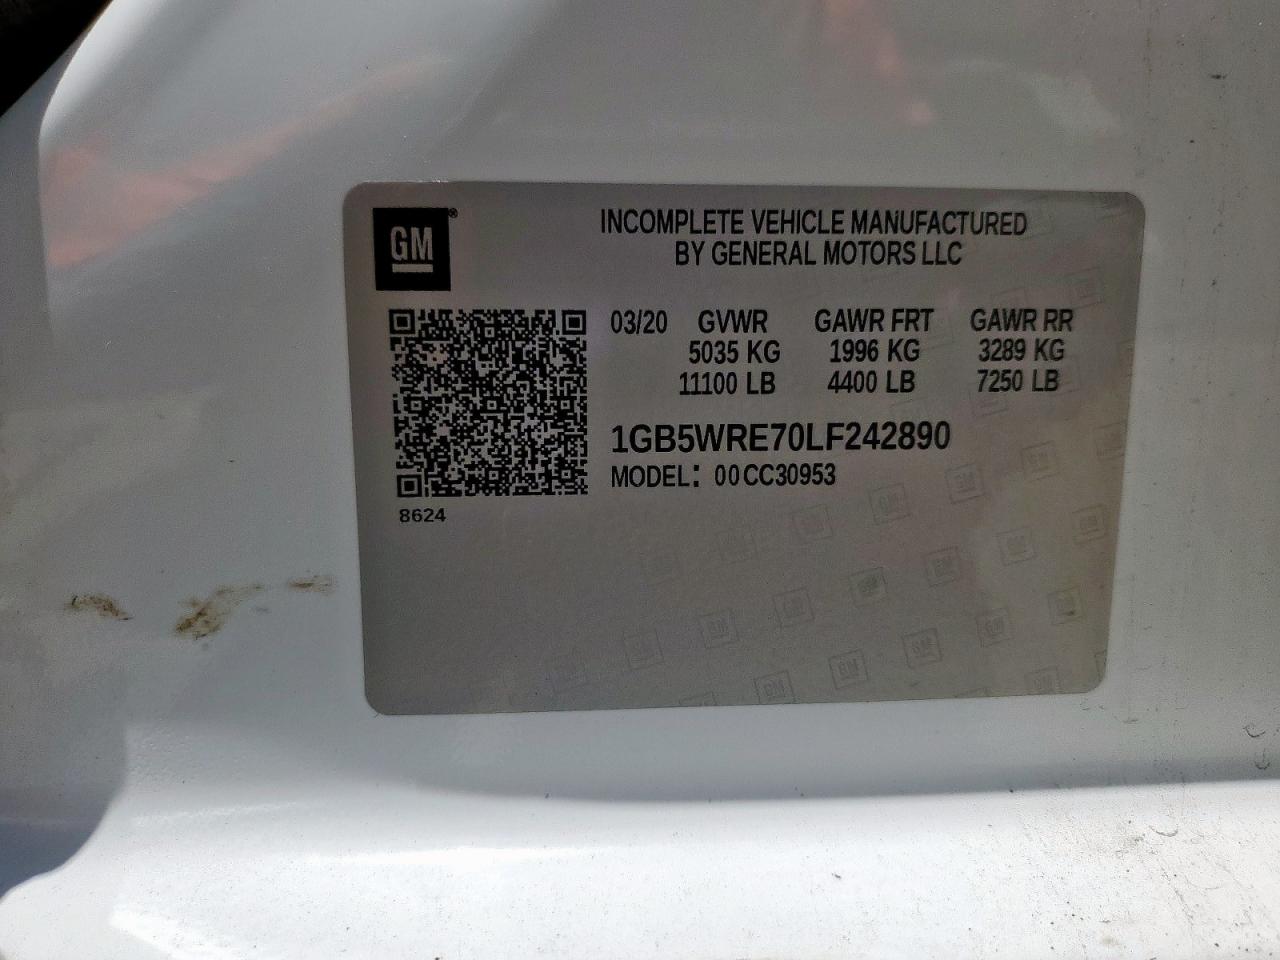 GM®
INCOMPLETE VEHICLE MANUFACTURED
BY GENERAL MOTORS LLC
03/20 GVWR GAWR FRT GAWR RR
5035 KG 1996 KG 3289 KG
11100 LB 4400 LB 7250 LB
1GB5WRE70LF242890
MODEL: 00CC30953
8624